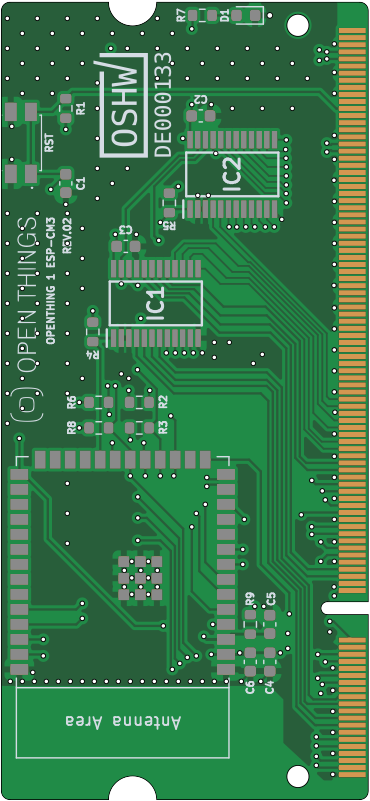 R7
D1
OSHW
DE000133
C2
R1
RST
IC2
C1
R5
(o) OPEN THINGS
OPENTHING 1 ESP-CM3
REV.02
C3
IC1
R4
R6
R2
R8
R3
R9
C5
C6
C4
Antenna Area